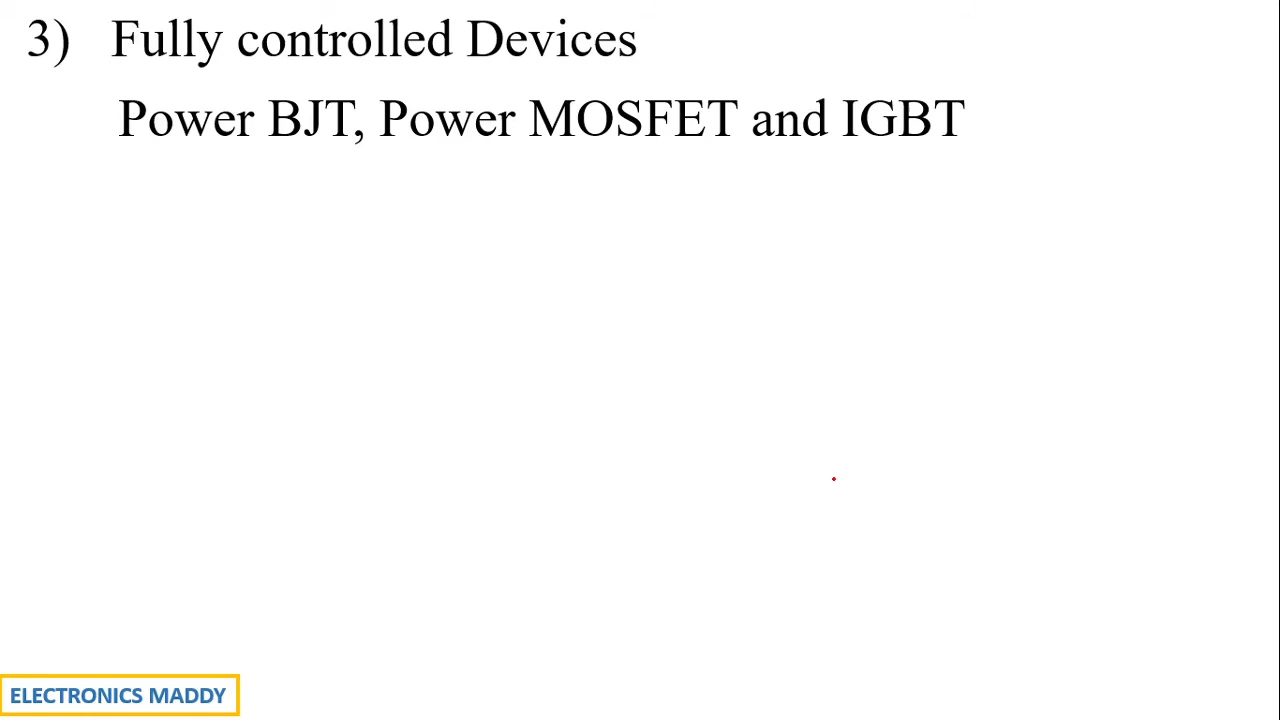 3) Fully controlled Devices
Power BJT, Power MOSFET and IGBT
ELECTRONICS MADDY